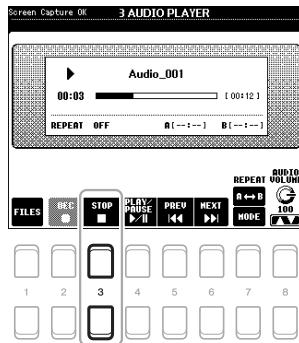 Screen Capture OK
3 AUDIO PLAYER
Audio_001
00:03
[ 00:12 ]
REPEAT OFF A[--:--] B[--:--]
REPEAT
AUDIO VOLUME
FILES
REC
STOP
PLAY/
PAUSE
PREV
NEXT
A↔B
MODE
100
1 2 3 4 5 6 7 8